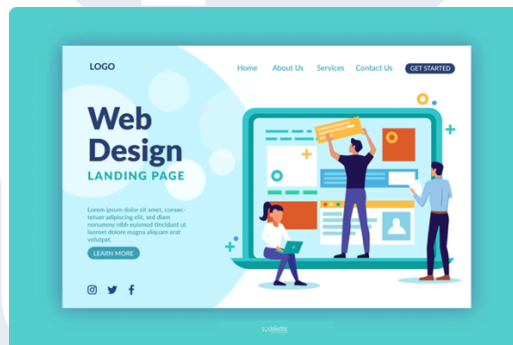 LOGO
Home About Us Services Contact Us GET STARTED
Web
Design
LANDING PAGE
Lorem ipsum dolor sit amet, consec-
tetuer adipiscing elit, sed diam
nonummy nibh euismod tincidunt ut
laoreet dolore magna aliquam erat
volutpat.
LEARN MORE